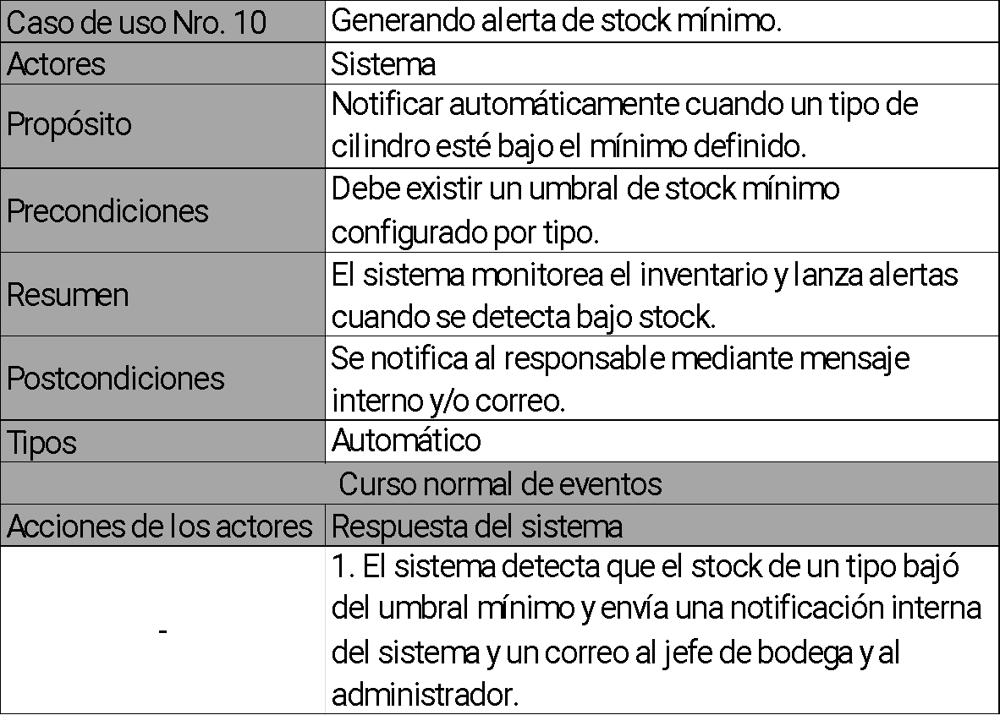 Caso de uso Nro. 10
Generando alerta de stock mínimo.
Actores
Sistema
Propósito
Notificar automáticamente cuando un tipo de
cilindro esté bajo el mínimo definido.
Precondiciones
Debe existir un umbral de stock mínimo
configurado por tipo.
Resumen
El sistema monitorea el inventario y lanza alertas
cuando se detecta bajo stock.
Postcondiciones
Se notifica al responsable mediante mensaje
interno y/o correo.
Tipos
Automático
Curso normal de eventos
Acciones de los actores
Respuesta del sistema
-
1. El sistema detecta que el stock de un tipo bajó
del umbral mínimo y envía una notificación interna
del sistema y un correo al jefe de bodega y al
administrador.